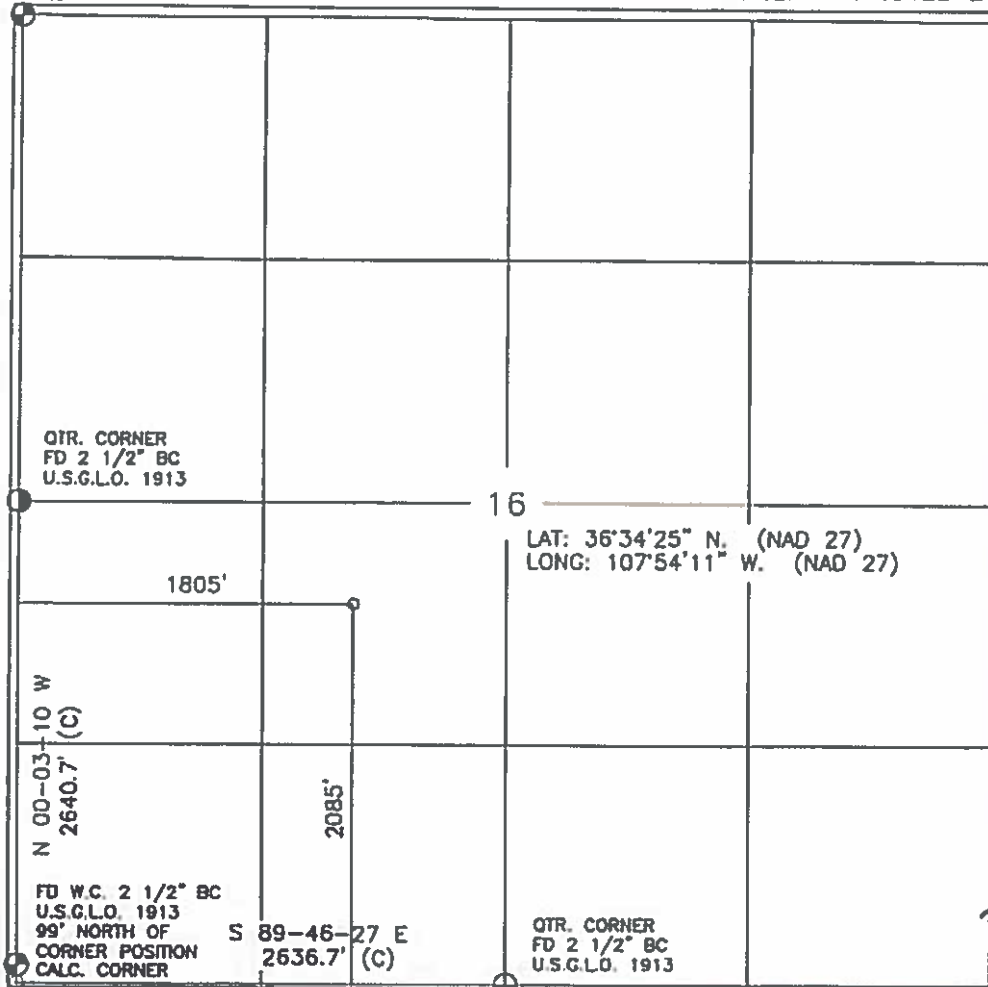 QTR. CORNER
FD 2 1/2" BC
U.S.G.L.O. 1913
16
LAT: 36°34'25" N. (NAD 27)
LONG: 107°54'11" W. (NAD 27)
1805'
N 00-03-10 W
2640.7' (C)
2085'
FD W.C. 2 1/2" BC
U.S.G.L.O. 1913
99' NORTH OF
CORNER POSITION
CALC. CORNER
S 89-46-27 E
2636.7' (C)
QTR. CORNER
FD 2 1/2" BC
U.S.G.L.O. 1913